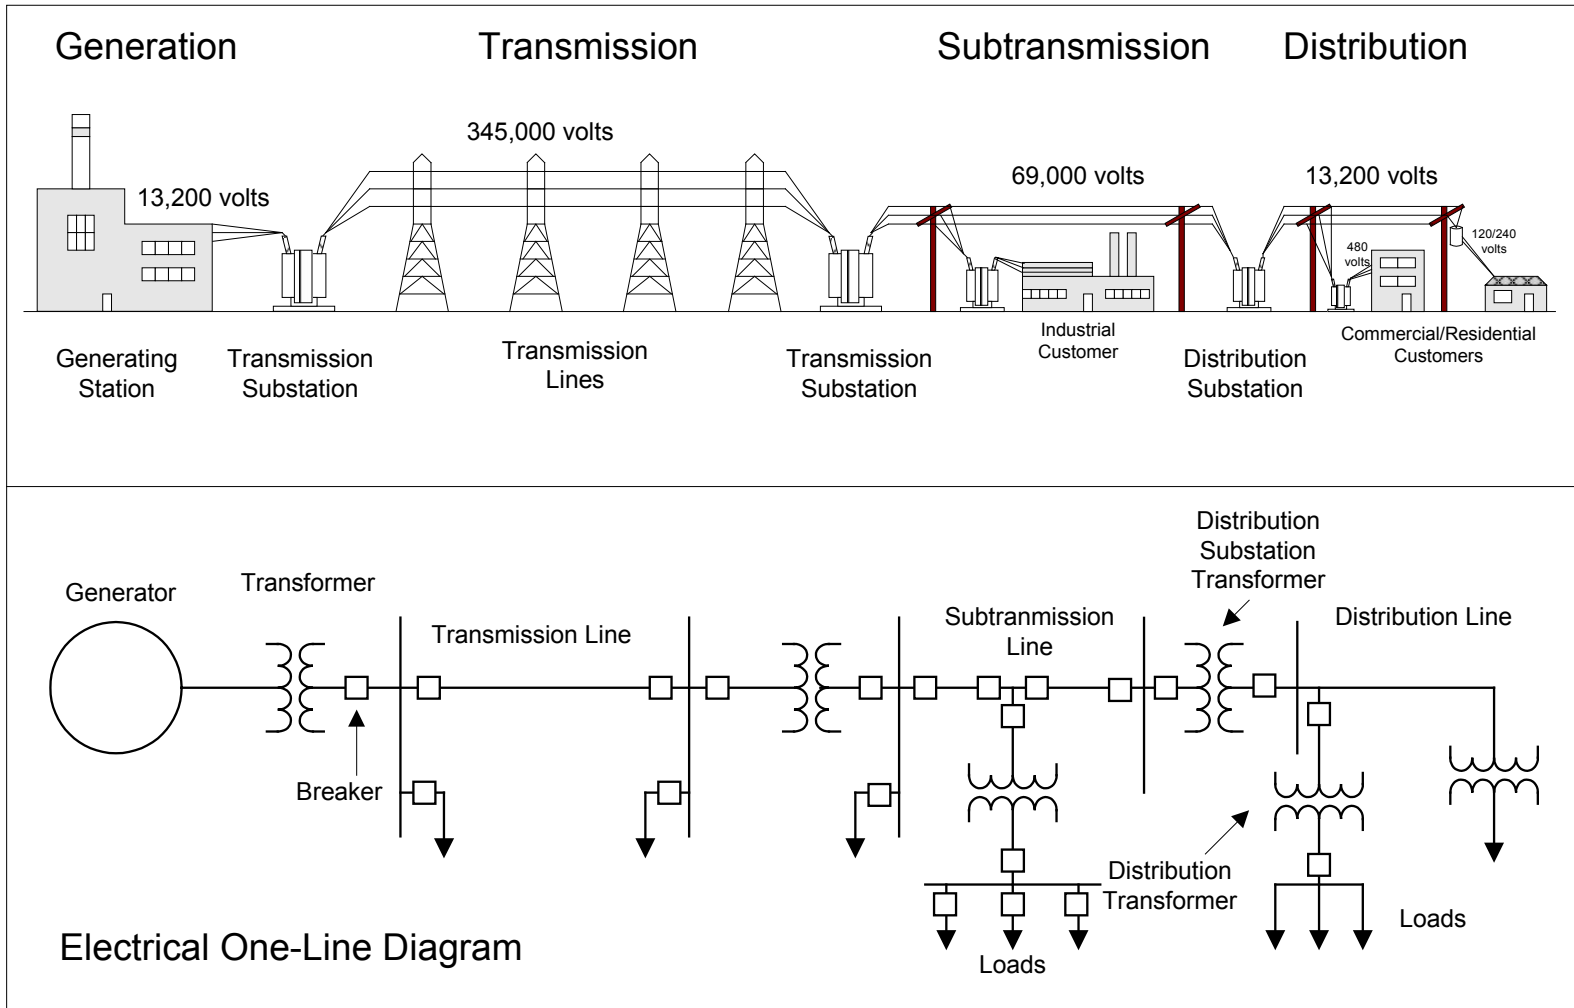 Generation
Transmission
Subtransmission
Distribution
345,000 volts
13,200 volts
69,000 volts
13,200 volts
120/240
volts
480
volts
Industrial
Customer
Commercial/Residential
Customers
Generating
Station
Transmission
Substation
Transmission
Lines
Transmission
Substation
Distribution
Substation
Distribution
Substation
Transformer
Generator
Transformer
Transmission Line
Subtranmission
Line
Distribution Line
Breaker
Distribution
Transformer
Loads
Loads
Electrical One-Line Diagram